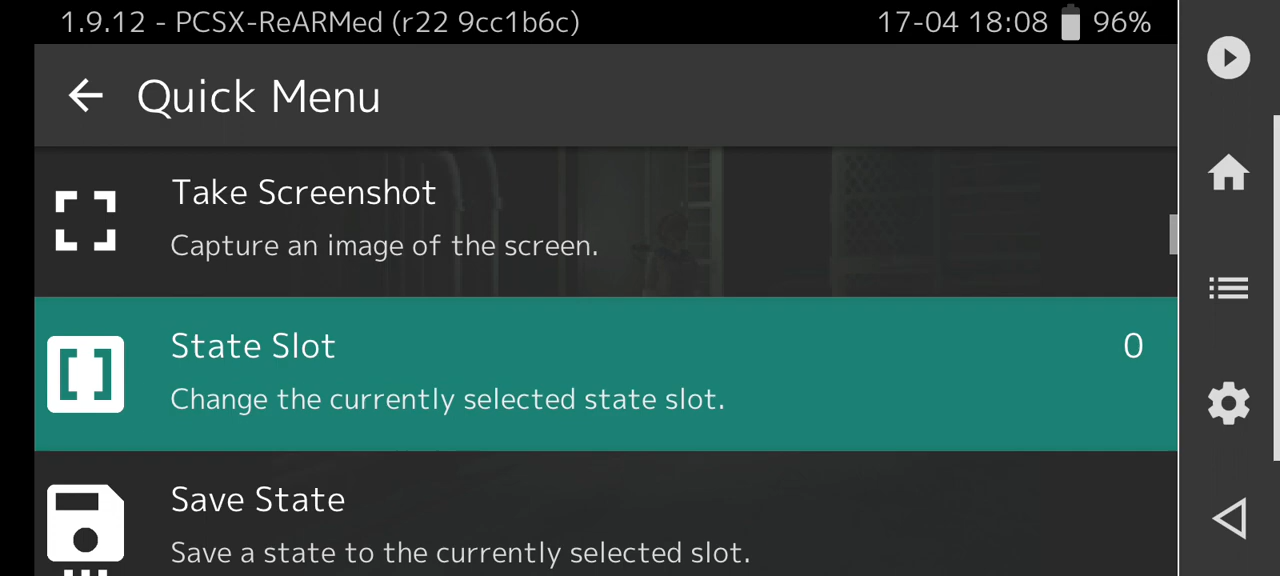 1.9.12 - PCSX-ReARMed (r22 9cc1b6c) 17-04 18:08 96%
Quick Menu
Take Screenshot
Capture an image of the screen.
State Slot 0
Change the currently selected state slot.
Save State
Save a state to the currently selected slot.